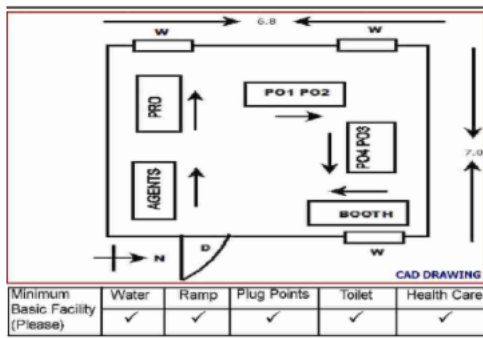 6.8
W
W
PO1 PO2
PRO
PO4 PO3
7.0
AGENTS
BOOTH
D
N
W
CAD DRAWING
Minimum Basic Facility (Please) Water Ramp Plug Points Toilet Health Care
✓ ✓ ✓ ✓ ✓